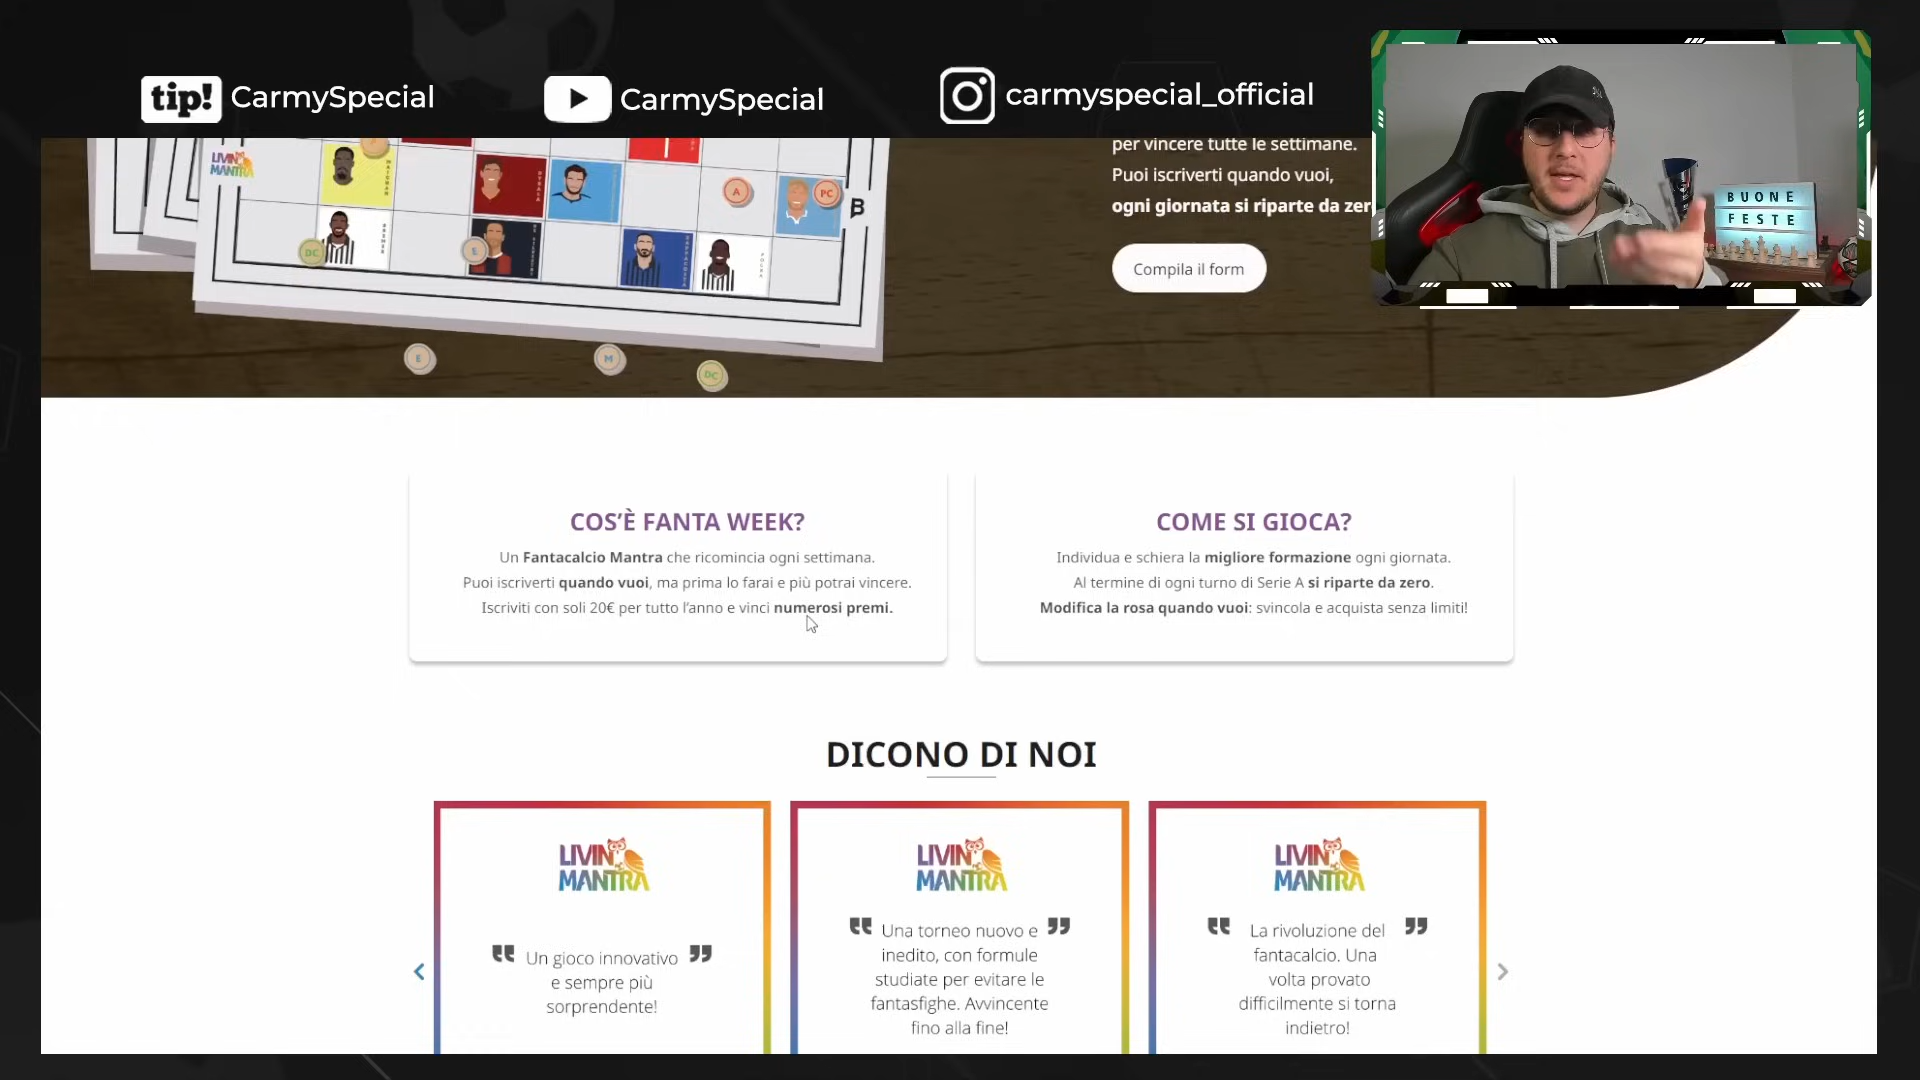 tip! CarmySpecial
CarmySpecial
carmyspecial_official
BUONE
FESTE
LIVIN
MANTRA
A
PC
B
DC
E
E
M
DC
per vincere tutte le settimane.
Puoi iscriverti quando vuoi,
ogni giornata si riparte da zer
Compila il form
COS'È FANTA WEEK?
Un Fantacalcio Mantra che ricomincia ogni settimana.
Puoi iscriverti quando vuoi, ma prima lo farai e più potrai vincere.
Iscriviti con soli 20€ per tutto l'anno e vinci numerosi premi.
COME SI GIOCA?
Individua e schiera la migliore formazione ogni giornata.
Al termine di ogni turno di Serie A si riparte da zero.
Modifica la rosa quando vuoi: svincola e acquista senza limiti!
DICONO DI NOI
LIVIN
MANTRA
Un gioco innovativo
e sempre più
sorprendente!
LIVIN
MANTRA
Una torneo nuovo e
inedito, con formule
studiate per evitare le
fantasfighe. Avvincente
fino alla fine!
LIVIN
MANTRA
La rivoluzione del
fantacalcio. Una
volta provato
difficilmente si torna
indietro!